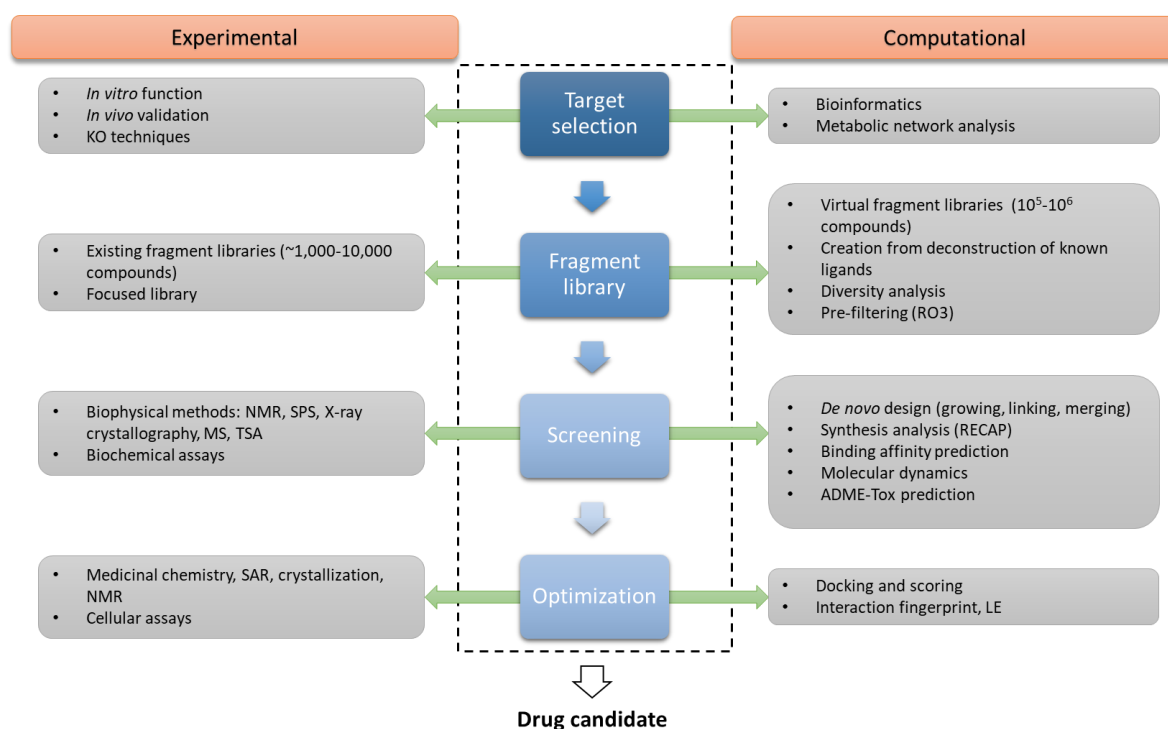 Experimental
Computational
• In vitro function
• In vivo validation
• KO techniques
Target
selection
• Bioinformatics
• Metabolic network analysis
• Existing fragment libraries (~1,000-10,000
compounds)
• Focused library
Fragment
library
• Virtual fragment libraries (10⁵-10⁶
compounds)
• Creation from deconstruction of known
ligands
• Diversity analysis
• Pre-filtering (RO3)
• Biophysical methods: NMR, SPS, X-ray
crystallography, MS, TSA
• Biochemical assays
Screening
• De novo design (growing, linking, merging)
• Synthesis analysis (RECAP)
• Binding affinity prediction
• Molecular dynamics
• ADME-Tox prediction
• Medicinal chemistry, SAR, crystallization,
NMR
• Cellular assays
Optimization
• Docking and scoring
• Interaction fingerprint, LE
Drug candidate